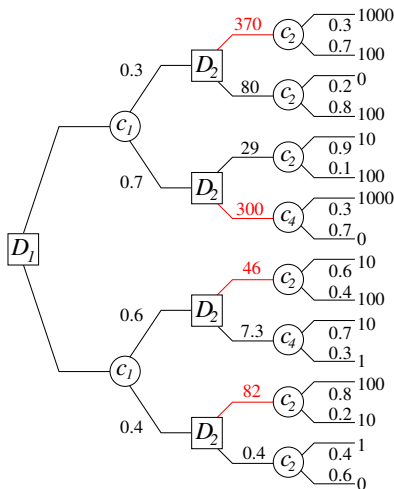 370 c₂ 1000
0.3
0.7 100
0.3 D₂
80 c₂ 0
0.2
0.8 100
c₁
29 c₂ 10
0.9
0.1 100
0.7 D₂
300 c₄ 1000
0.3
0.7 0
D₁
46 c₂ 10
0.6
0.4 100
0.6 D₂
7.3 c₄ 10
0.7
0.3 1
c₁
82 c₂ 100
0.8
0.2 10
0.4 D₂
0.4 c₂ 1
0.4
0.6 0